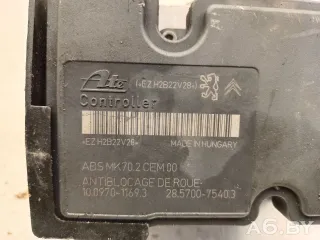 Ate
(*EZ.H2B22V28*)
Controller
*EZ.H2B22V28*
MADE IN HUNGARY
ABS MK70.2 CEM 00
ANTIBLOCAGE DE ROUE-
10.0970-1169.3 28.5700-7540.3
A6.BY